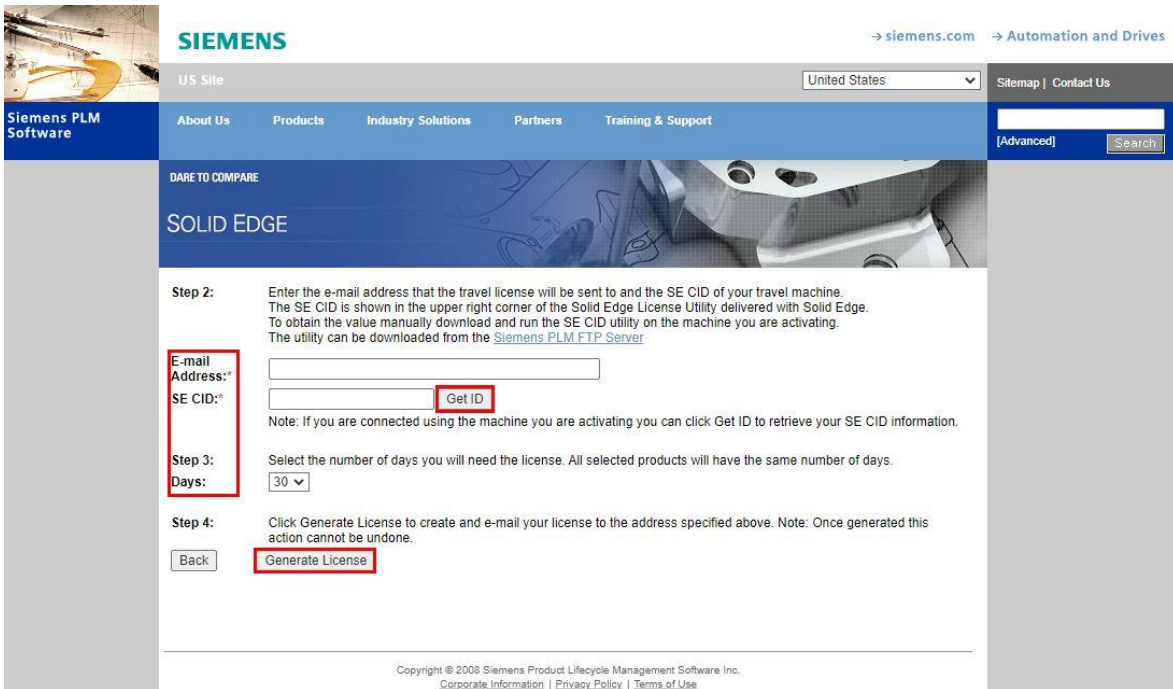 SIEMENS
→ siemens.com → Automation and Drives
US Site
United States
Sitemap | Contact Us
Siemens PLM
Software
About Us Products Industry Solutions Partners Training & Support
[Advanced] Search
DARE TO COMPARE
SOLID EDGE
Step 2: Enter the e-mail address that the travel license will be sent to and the SE CID of your travel machine.
The SE CID is shown in the upper right corner of the Solid Edge License Utility delivered with Solid Edge.
To obtain the value manually download and run the SE CID utility on the machine you are activating.
The utility can be downloaded from the Siemens PLM FTP Server
E-mail
Address:*
SE CID:* Get ID
Note: If you are connected using the machine you are activating you can click Get ID to retrieve your SE CID information.
Step 3: Select the number of days you will need the license. All selected products will have the same number of days.
Days: 30
Step 4: Click Generate License to create and e-mail your license to the address specified above. Note: Once generated this
action cannot be undone.
Back Generate License
Copyright © 2008 Siemens Product Lifecycle Management Software Inc.
Corporate Information | Privacy Policy | Terms of Use